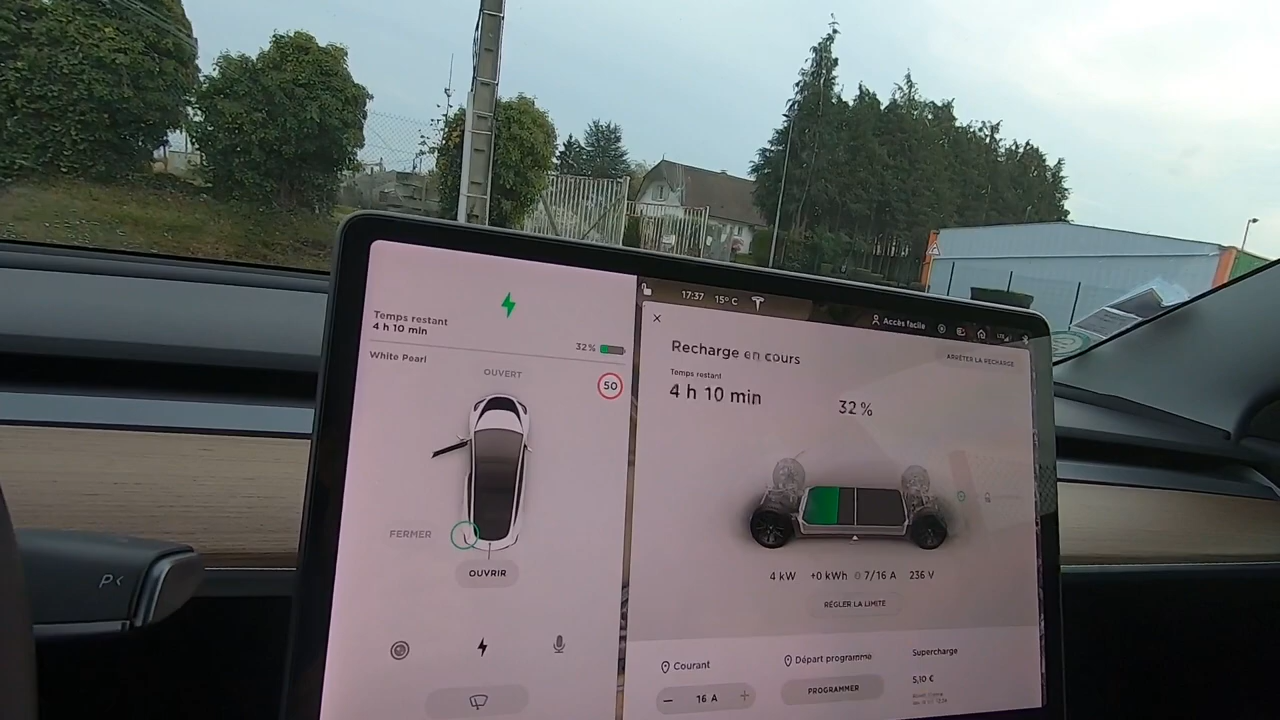 Temps restant
4 h 10 min
32 %
White Pearl
OUVERT
50
FERMER
OUVRIR
P<
17:37 15° C
Accès facile
LTE
Recharge en cours
ARRÊTER LA RECHARGE
Temps restant
4 h 10 min
32 %
4 kW +0 kWh 7/16 A 236 V
RÉGLER LA LIMITE
Courant
− 16 A +
Départ programmé
PROGRAMMER
Supercharge
5,10 €